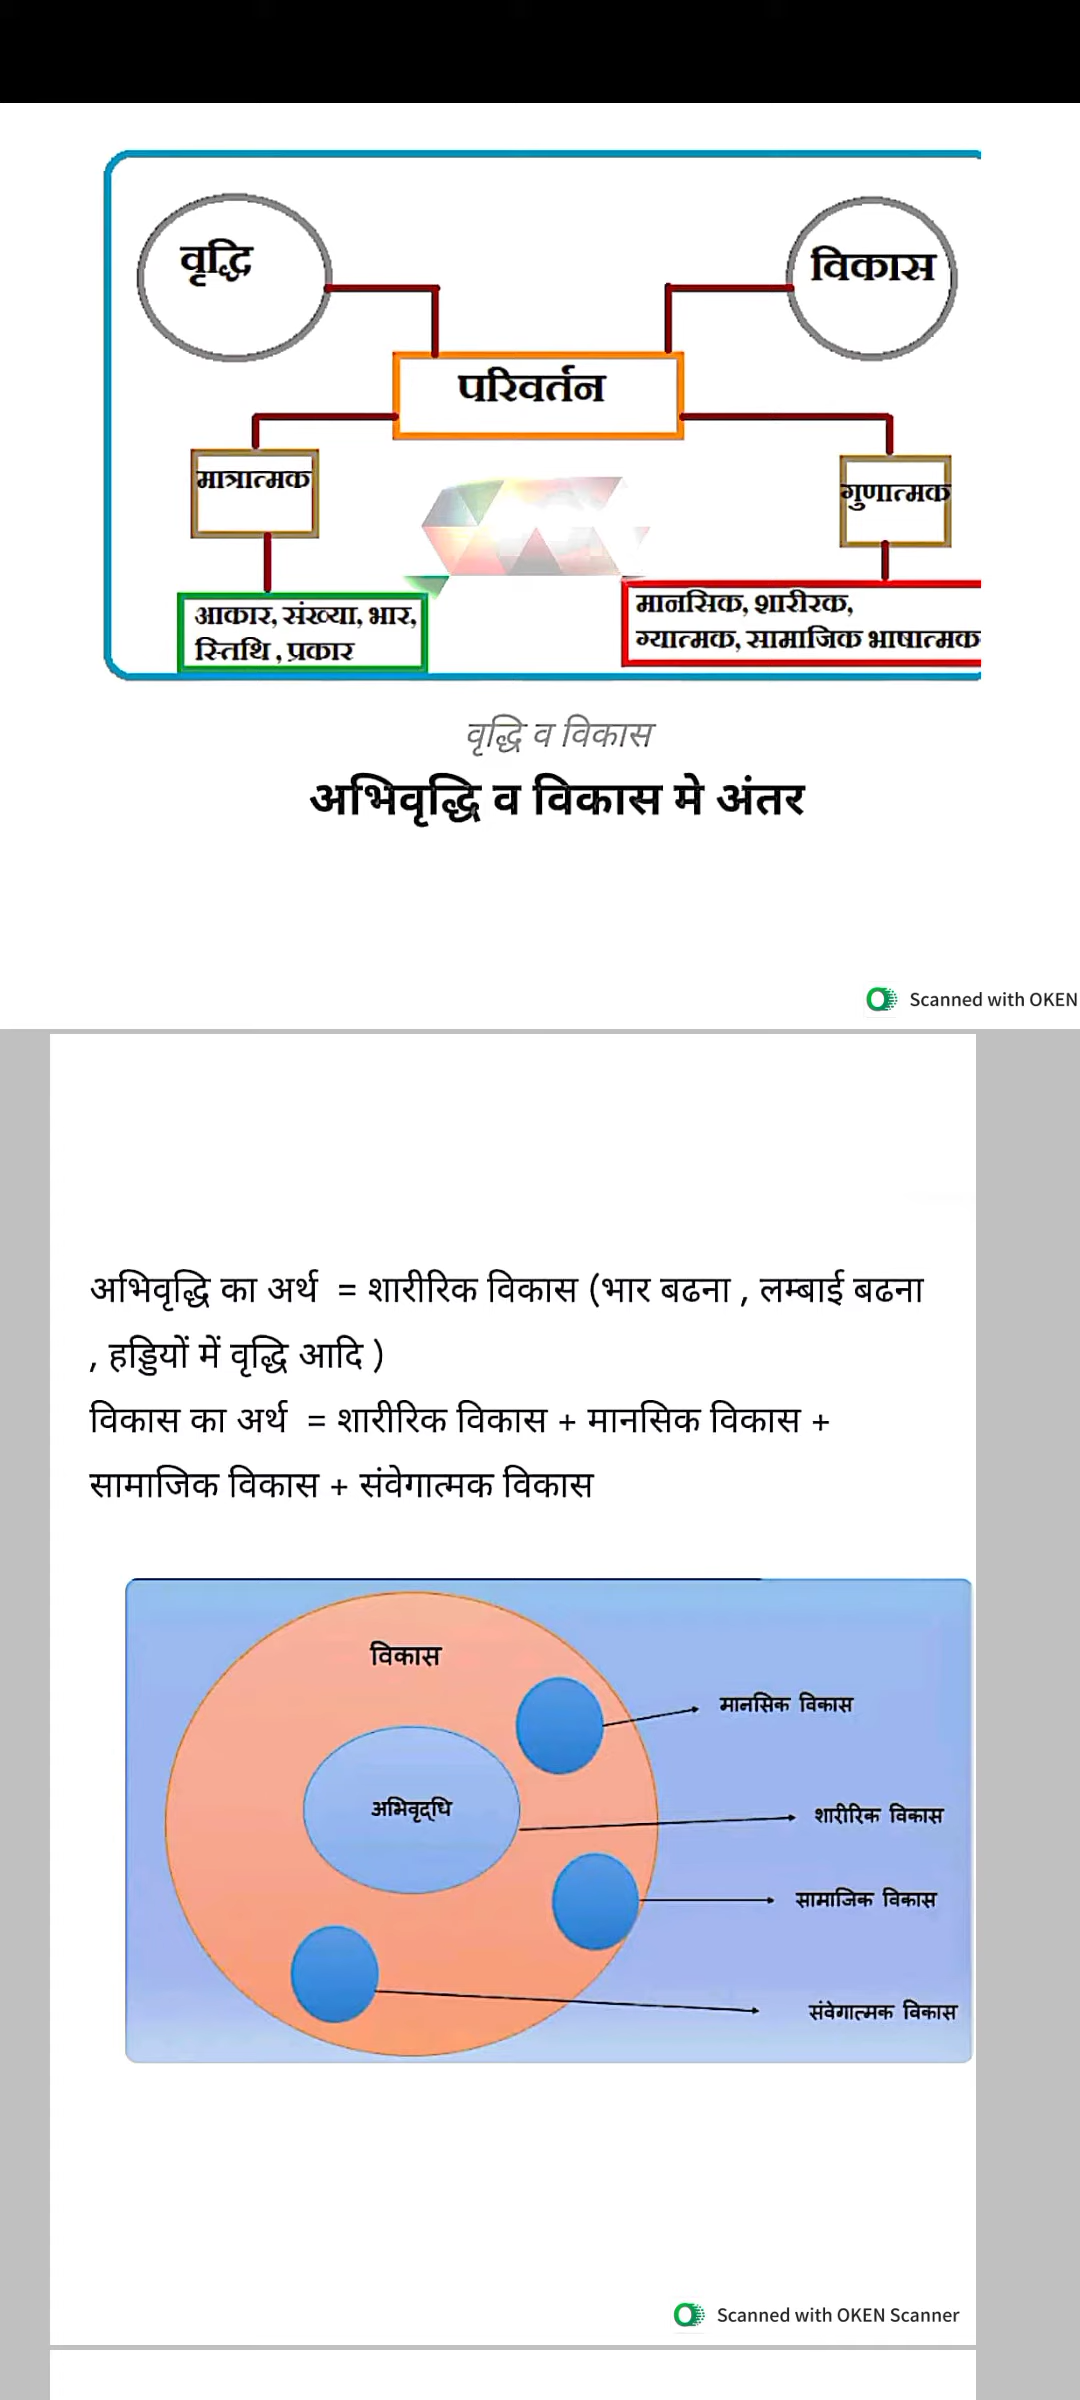 वृद्धि
विकास
परिवर्तन
मात्रात्मक
गुणात्मक
आकार, संख्या, भार,
स्तिथि , प्रकार
मानसिक, शारीरक,
ग्यात्मक, सामाजिक भाषात्मक
वृद्धि व विकास
अभिवृद्धि व विकास मे अंतर
Scanned with OKEN
अभिवृद्धि का अर्थ = शारीरिक विकास (भार बढना , लम्बाई बढना
, हड्डियों में वृद्धि आदि )
विकास का अर्थ = शारीरिक विकास + मानसिक विकास +
सामाजिक विकास + संवेगात्मक विकास
विकास
मानसिक विकास
अभिवृद्धि
शारीरिक विकास
सामाजिक विकास
संवेगात्मक विकास
Scanned with OKEN Scanner